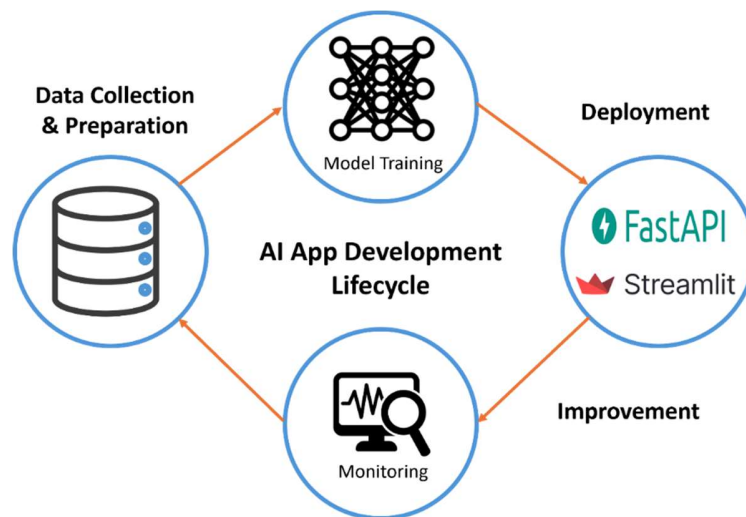 Data Collection
& Preparation
Model Training
Deployment
FastAPI
Streamlit
AI App Development
Lifecycle
Improvement
Monitoring